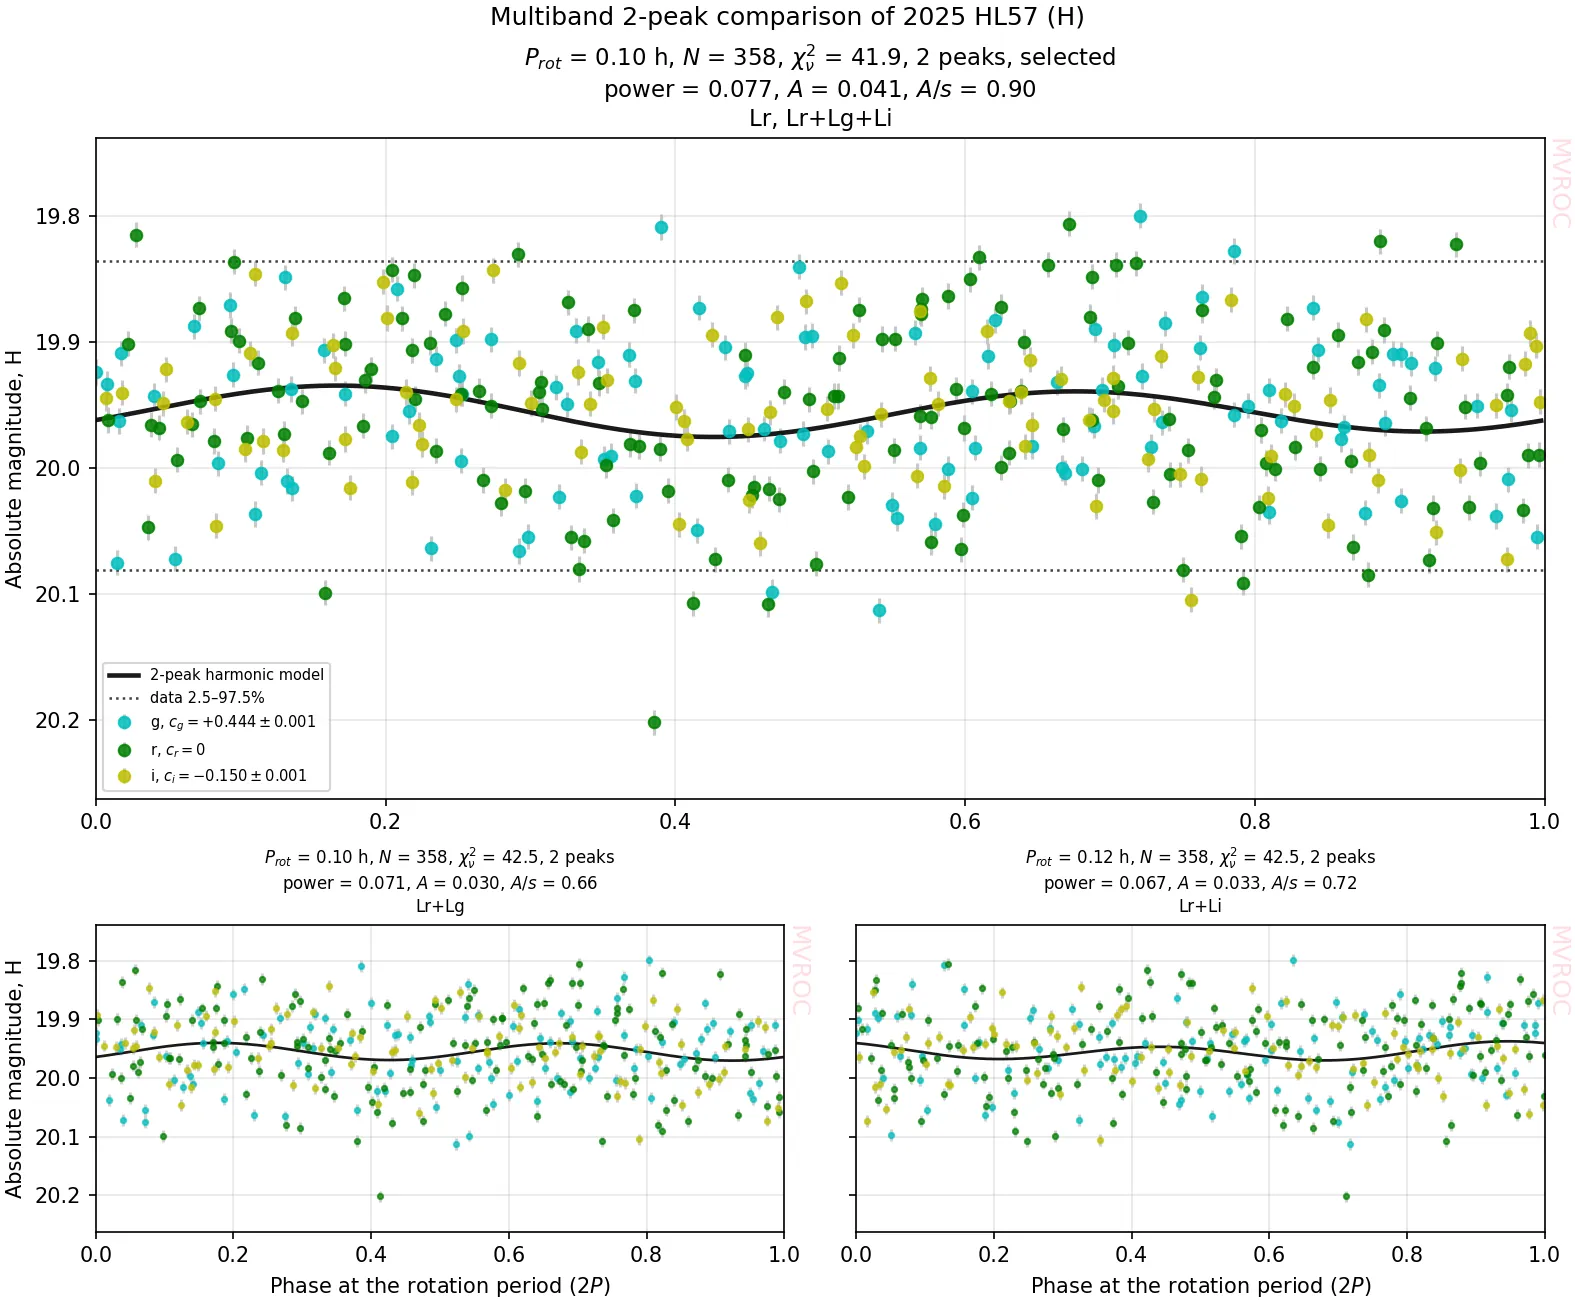 Multiband 2-peak comparison of 2025 HL57 (H)
P_rot = 0.10 h, N = 358, χ²_ν = 41.9, 2 peaks, selected
power = 0.077, A = 0.041, A/s = 0.90
Lr, Lr+Lg+Li
MVROC
Absolute magnitude, H
19.8
19.9
20.0
20.1
20.2
2-peak harmonic model
data 2.5–97.5%
g, c_g = +0.444 ± 0.001
r, c_r = 0
i, c_i = −0.150 ± 0.001
0.0 0.2 0.4 0.6 0.8 1.0
P_rot = 0.10 h, N = 358, χ²_ν = 42.5, 2 peaks
power = 0.071, A = 0.030, A/s = 0.66
Lr+Lg
MVROC
Absolute magnitude, H
19.8
19.9
20.0
20.1
20.2
0.0 0.2 0.4 0.6 0.8 1.0
Phase at the rotation period (2P)
P_rot = 0.12 h, N = 358, χ²_ν = 42.5, 2 peaks
power = 0.067, A = 0.033, A/s = 0.72
Lr+Li
MVROC
0.0 0.2 0.4 0.6 0.8 1.0
Phase at the rotation period (2P)